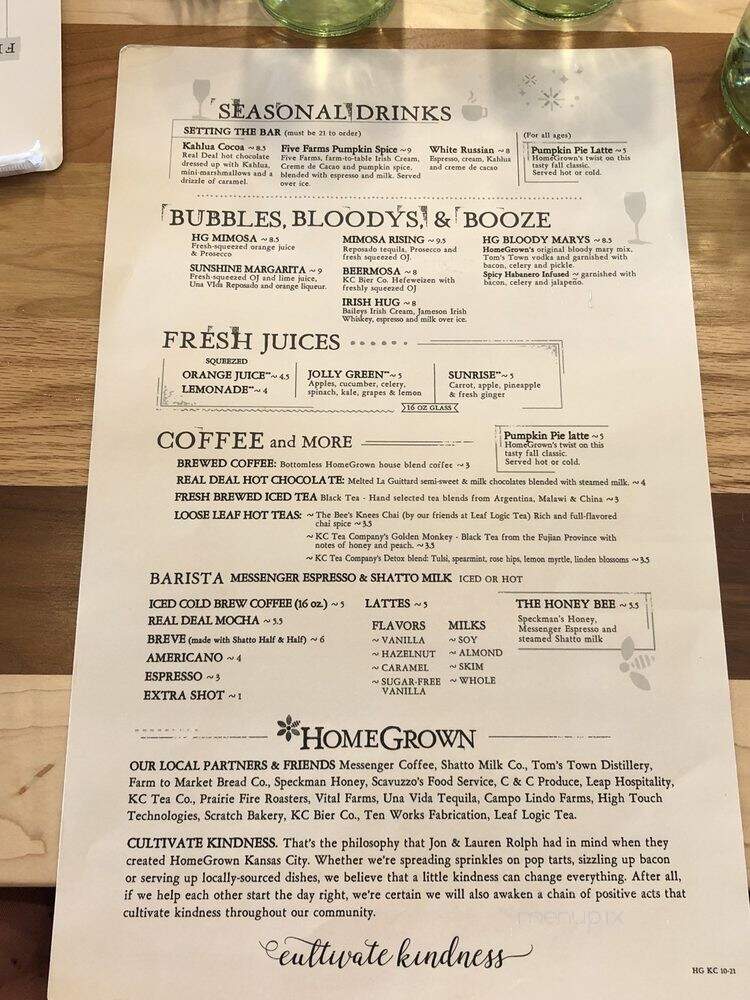 SEASONAL DRINKS
SETTING THE BAR (must be 21 to order)
Kahlua Cocoa ~ 8.5
Real Deal hot chocolate
dressed up with Kahlua,
mini-marshmallows and a
drizzle of caramel.
Five Farms Pumpkin Spice ~9
Five Farms, farm-to-table Irish Cream,
Creme de Cacao and pumpkin spice,
blended with espresso and milk. Served
over ice.
White Russian ~ 8
Espresso, cream, Kahlua
and creme de cacao
(For all ages)
Pumpkin Pie Latte ~ 5
HomeGrown's twist on this
tasty fall classic.
Served hot or cold.
BUBBLES, BLOODYS, & BOOZE
HG MIMOSA ~ 8.5
Fresh-squeezed orange juice
& Prosecco
SUNSHINE MARGARITA ~ 9
Fresh-squeezed OJ and lime juice,
Una VIda Reposado and orange liqueur.
MIMOSA RISING ~ 9.5
Reposado tequila, Prosecco and
fresh squeezed OJ.
BEERMOSA ~ 8
KC Bier Co. Hefeweizen with
freshly squeezed OJ
IRISH HUG ~ 8
Baileys Irish Cream, Jameson Irish
Whiskey, espresso and milk over ice.
HG BLOODY MARYS ~ 8.5
HomeGrown's original bloody mary mix,
Tom's Town vodka and garnished with
bacon, celery and pickle.
Spicy Habanero Infused ~ garnished with
bacon, celery and jalapeño.
FRESH JUICES
SQUEEZED
ORANGE JUICE~ 4.5
LEMONADE~ 4
JOLLY GREEN~ 5
Apples, cucumber, celery,
spinach, kale, grapes & lemon
SUNRISE~ 5
Carrot, apple, pineapple
& fresh ginger
16 OZ GLASS
COFFEE and MORE
Pumpkin Pie latte ~ 5
HomeGrown's twist on this
tasty fall classic.
Served hot or cold.
BREWED COFFEE: Bottomless HomeGrown house blend coffee ~ 3
REAL DEAL HOT CHOCOLATE: Melted La Guittard semi-sweet & milk chocolates blended with steamed milk. ~ 4
FRESH BREWED ICED TEA Black Tea - Hand selected tea blends from Argentina, Malawi & China ~ 3
LOOSE LEAF HOT TEAS: ~ The Bee's Knees Chai (by our friends at Leaf Logic Tea) Rich and full-flavored
chai spice ~ 3.5
~ KC Tea Company's Golden Monkey - Black Tea from the Fujian Province with
notes of honey and peach. ~ 3.5
~ KC Tea Company's Detox blend: Tulsi, spearmint, rose hips, lemon myrtle, linden blossoms ~ 3.5
BARISTA MESSENGER ESPRESSO & SHATTO MILK ICED OR HOT
ICED COLD BREW COFFEE (16 oz.) ~ 5
REAL DEAL MOCHA ~ 5.5
BREVE (made with Shatto Half & Half) ~ 6
AMERICANO ~ 4
ESPRESSO ~ 3
EXTRA SHOT ~ 1
LATTES ~ 5
FLAVORS
~ VANILLA
~ HAZELNUT
~ CARAMEL
~ SUGAR-FREE
VANILLA
MILKS
~ SOY
~ ALMOND
~ SKIM
~ WHOLE
THE HONEY BEE ~ 5.5
Speckman's Honey,
Messenger Espresso and
steamed Shatto milk
HOMEGROWN
OUR LOCAL PARTNERS & FRIENDS Messenger Coffee, Shatto Milk Co., Tom's Town Distillery,
Farm to Market Bread Co., Speckman Honey, Scavuzzo's Food Service, C & C Produce, Leap Hospitality,
KC Tea Co., Prairie Fire Roasters, Vital Farms, Una Vida Tequila, Campo Lindo Farms, High Touch
Technologies, Scratch Bakery, KC Bier Co., Ten Works Fabrication, Leaf Logic Tea.
CULTIVATE KINDNESS. That's the philosophy that Jon & Lauren Rolph had in mind when they
created HomeGrown Kansas City. Whether we're spreading sprinkles on pop tarts, sizzling up bacon
or serving up locally-sourced dishes, we believe that a little kindness can change everything. After all,
if we help each other start the day right, we're certain we will also awaken a chain of positive acts that
cultivate kindness throughout our community.
menupix
cultivate kindness
HG KC 10-21